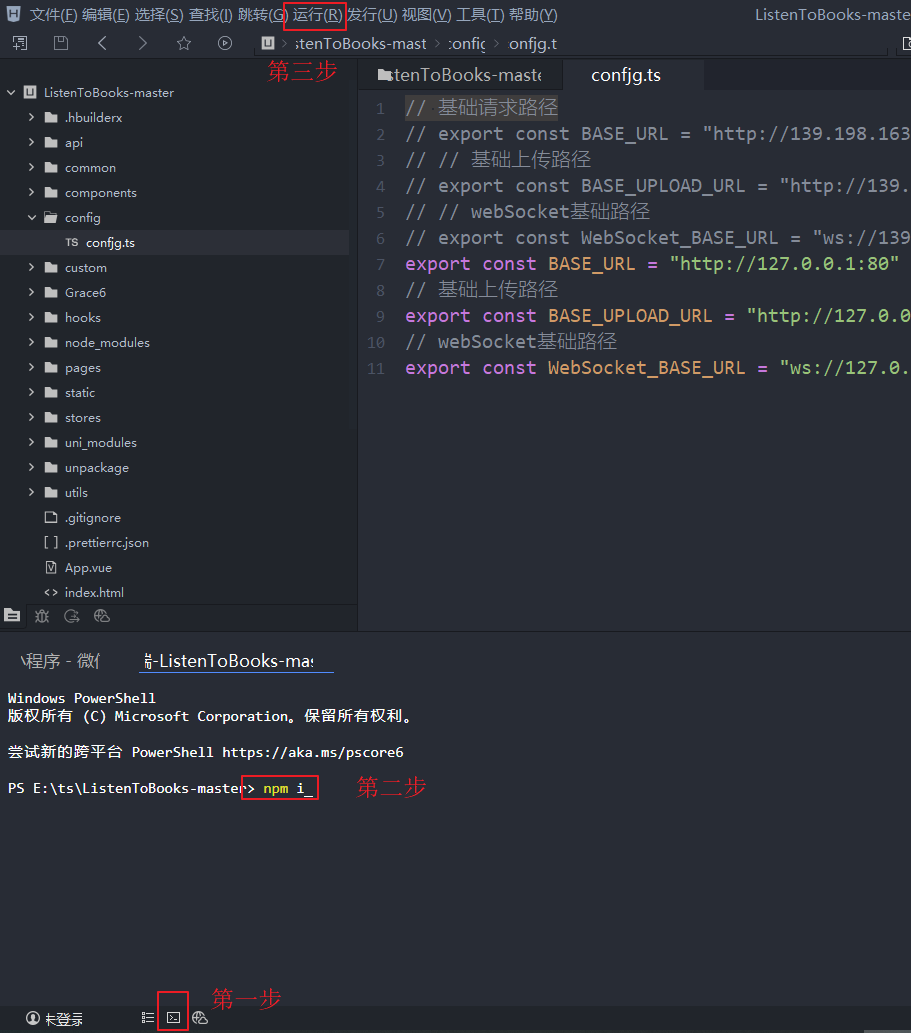 文件(F) 编辑(E) 选择(S) 查找(I) 跳转(G) 运行(R) 发行(U) 视图(V) 工具(T) 帮助(Y) ListenToBooks-maste
U stenToBooks-mast confiç onfjg.t
第三步
ListenToBooks-master
.hbuilderx
api
common
components
config
TS confjg.ts
custom
Grace6
hooks
node_modules
pages
static
stores
uni_modules
unpackage
utils
.gitignore
.prettierrc.json
App.vue
index.html
stenToBooks-maste confjg.ts
1 // 基础请求路径
2 // export const BASE_URL = "http://139.198.163
3 // // 基础上传路径
4 // export const BASE_UPLOAD_URL = "http://139.
5 // // webSocket基础路径
6 // export const WebSocket_BASE_URL = "ws://139
7 export const BASE_URL = "http://127.0.0.1:80"
8 // 基础上传路径
9 export const BASE_UPLOAD_URL = "http://127.0.0
10 // webSocket基础路径
11 export const WebSocket_BASE_URL = "ws://127.0.
程序 - 微 -ListenToBooks-mas
Windows PowerShell
版权所有 (C) Microsoft Corporation。保留所有权利。
尝试新的跨平台 PowerShell https://aka.ms/pscore6
PS E:\ts\ListenToBooks-master> npm i_ 第二步
第一步
未登录